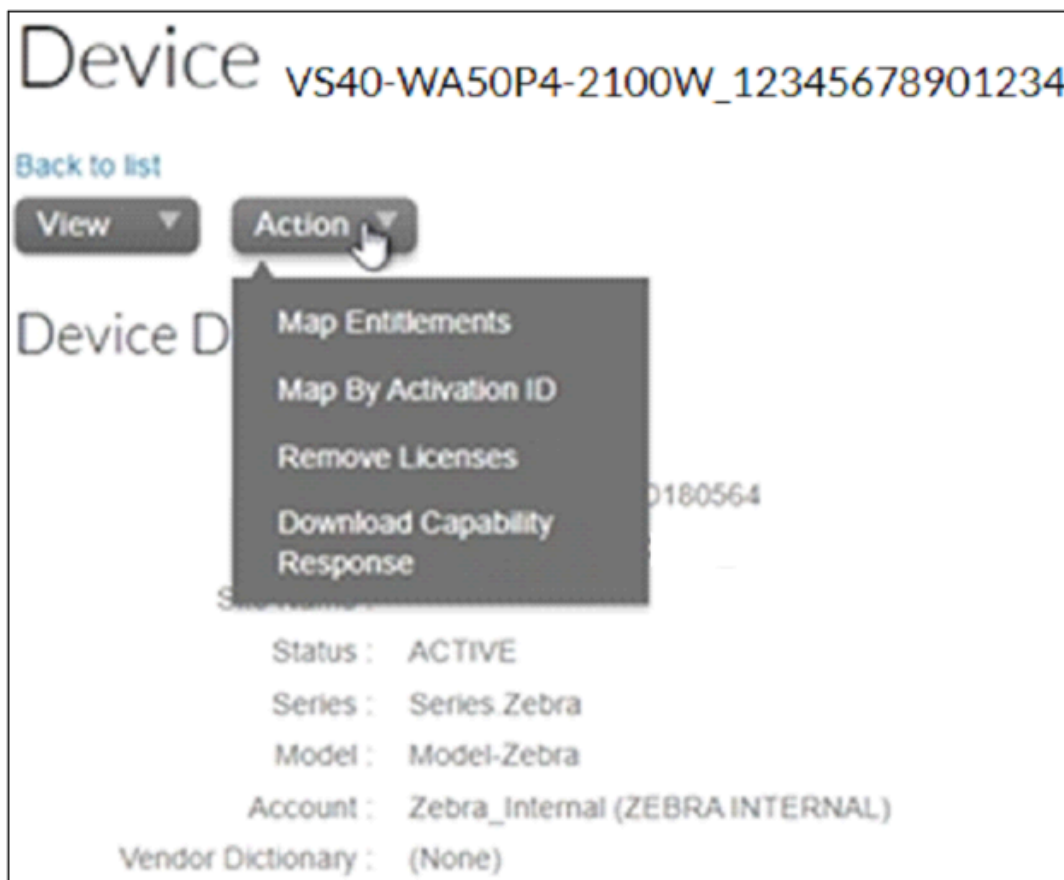 Device VS40-WA50P4-2100W_12345678901234
Back to list
View Action
Map Entitlements
Device D
Map By Activation ID
Remove Licenses
0180564
Download Capability
Response
Status : ACTIVE
Series : Series.Zebra
Model : Model-Zebra
Account : Zebra_Internal (ZEBRA INTERNAL)
Vendor Dictionary : (None)